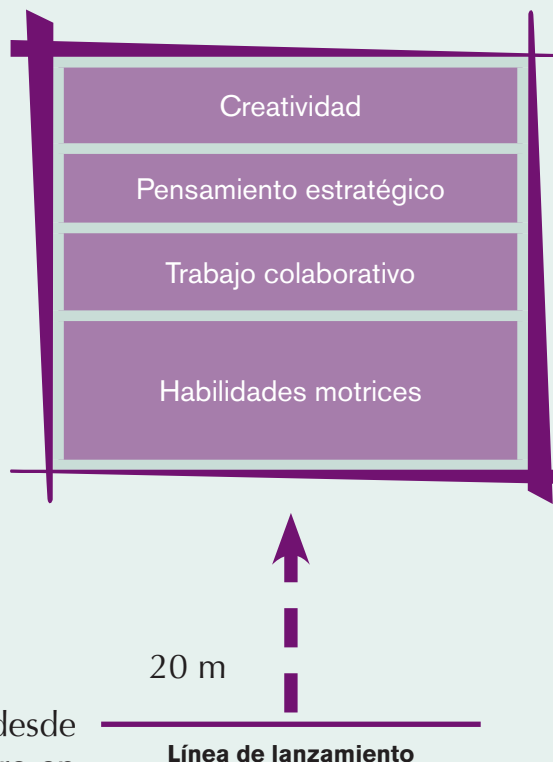 Creatividad
Pensamiento estratégico
Trabajo colaborativo
Habilidades motrices
20 m
desde
Línea de lanzamiento